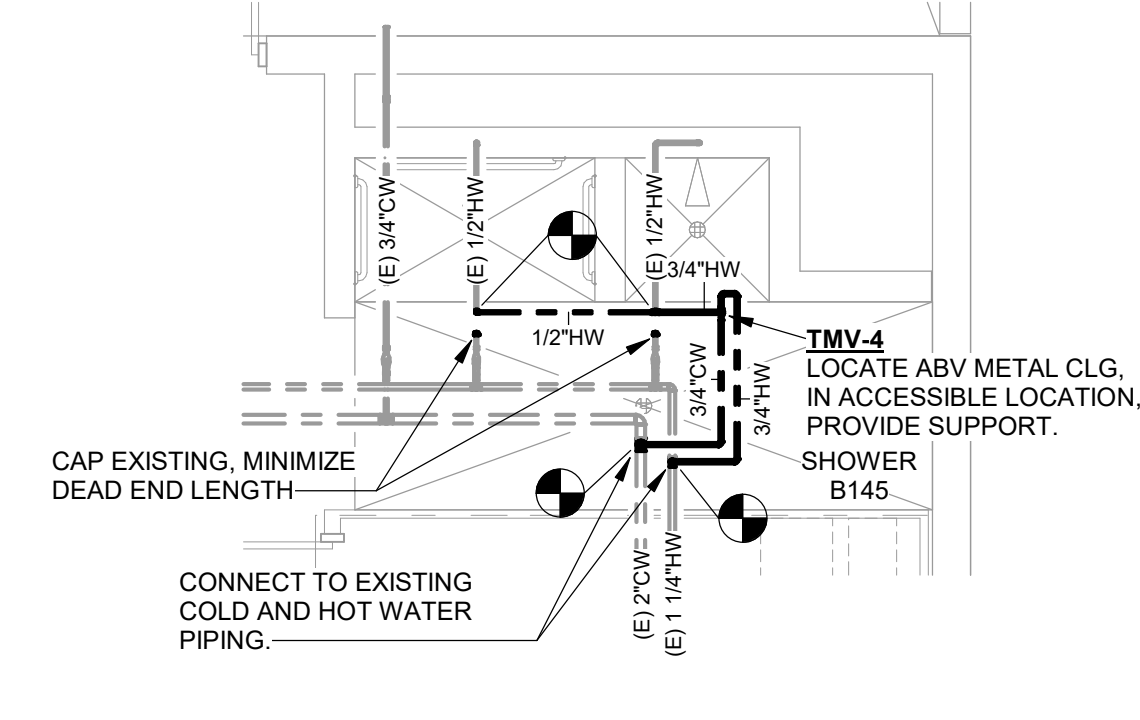 (E) 3/4"CW
(E) 1/2"HW
(E) 1/2"HW
3/4"HW
1/2"HW
3/4"CW
3/4"HW
TMV-4
LOCATE ABV METAL CLG,
IN ACCESSIBLE LOCATION,
PROVIDE SUPPORT.
CAP EXISTING, MINIMIZE
DEAD END LENGTH
SHOWER
B145
CONNECT TO EXISTING
COLD AND HOT WATER
PIPING.
(E) 2"CW
(E) 1 1/4"HW